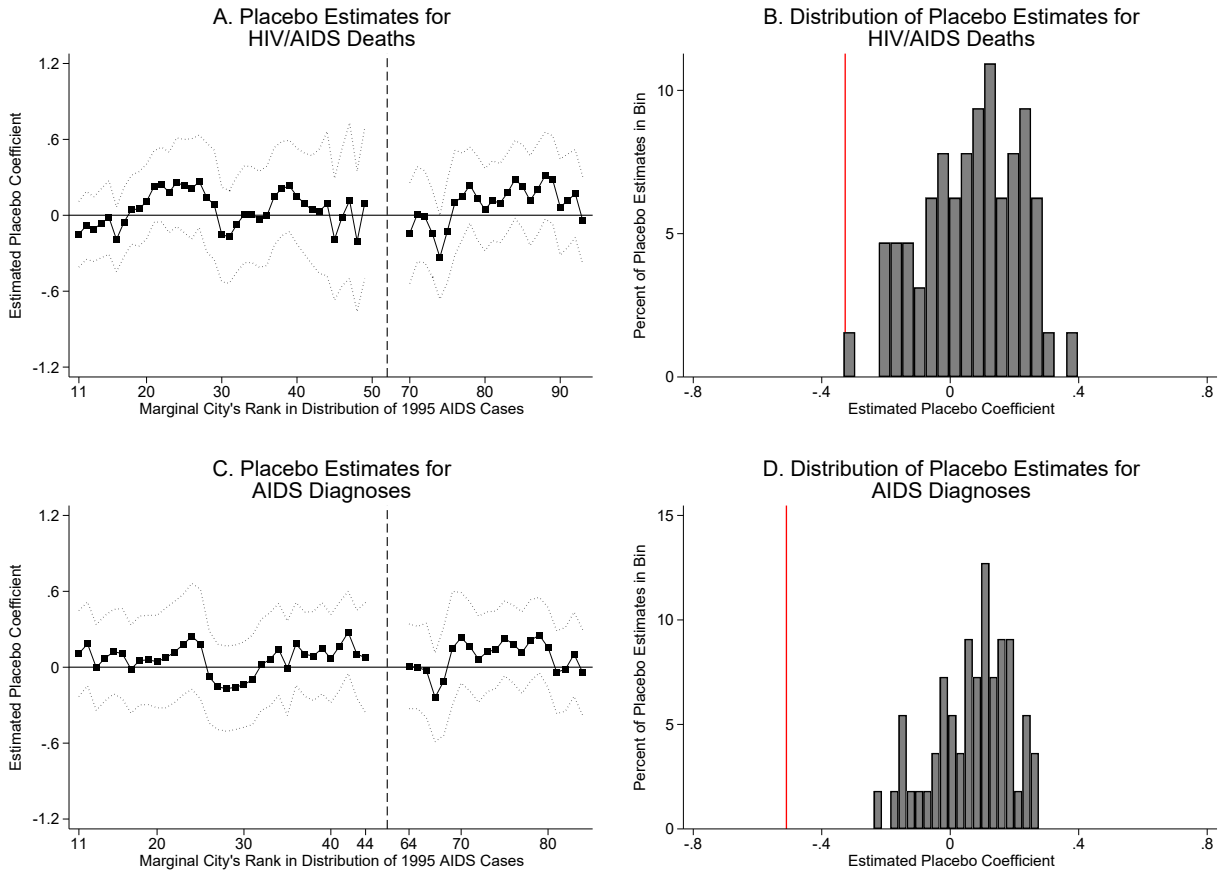 A. Placebo Estimates for
HIV/AIDS Deaths
Estimated Placebo Coefficient
1.2
.6
0
-.6
-1.2
11 20 30 40 50 70 80 90
Marginal City's Rank in Distribution of 1995 AIDS Cases
B. Distribution of Placebo Estimates for
HIV/AIDS Deaths
Percent of Placebo Estimates in Bin
10
5
0
-.8 -.4 0 .4 .8
Estimated Placebo Coefficient
C. Placebo Estimates for
AIDS Diagnoses
Estimated Placebo Coefficient
1.2
.6
0
-.6
-1.2
11 20 30 40 44 64 70 80
Marginal City's Rank in Distribution of 1995 AIDS Cases
D. Distribution of Placebo Estimates for
AIDS Diagnoses
Percent of Placebo Estimates in Bin
15
10
5
0
-.8 -.4 0 .4 .8
Estimated Placebo Coefficient